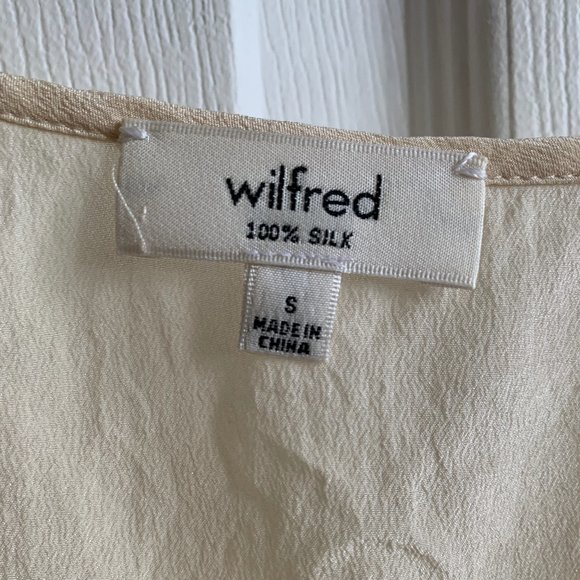 wilfred
100% SILK
S
MADE IN
CHINA